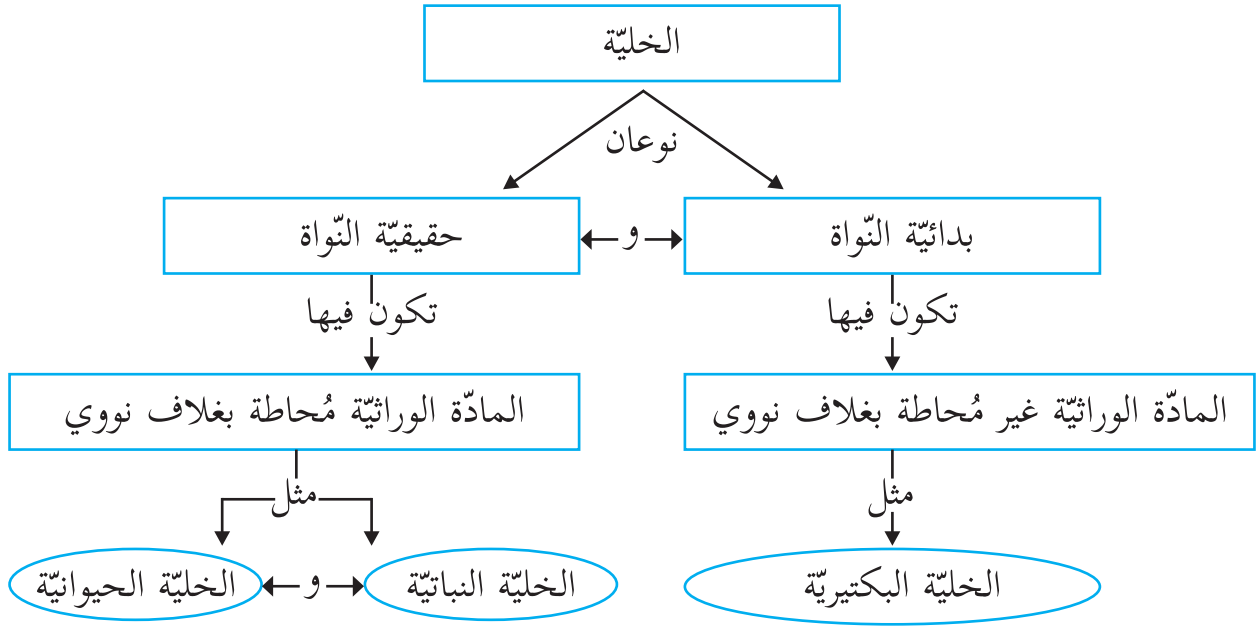 الخليّة
نوعان
بدائيّة النّواة
و
حقيقيّة النّواة
تكون فيها
تكون فيها
المادّة الوراثيّة غير مُحاطة بغلاف نووي
المادّة الوراثيّة مُحاطة بغلاف نووي
مثل
مثل
الخليّة البكتيريّة
الخليّة النباتيّة
و
الخليّة الحيوانيّة